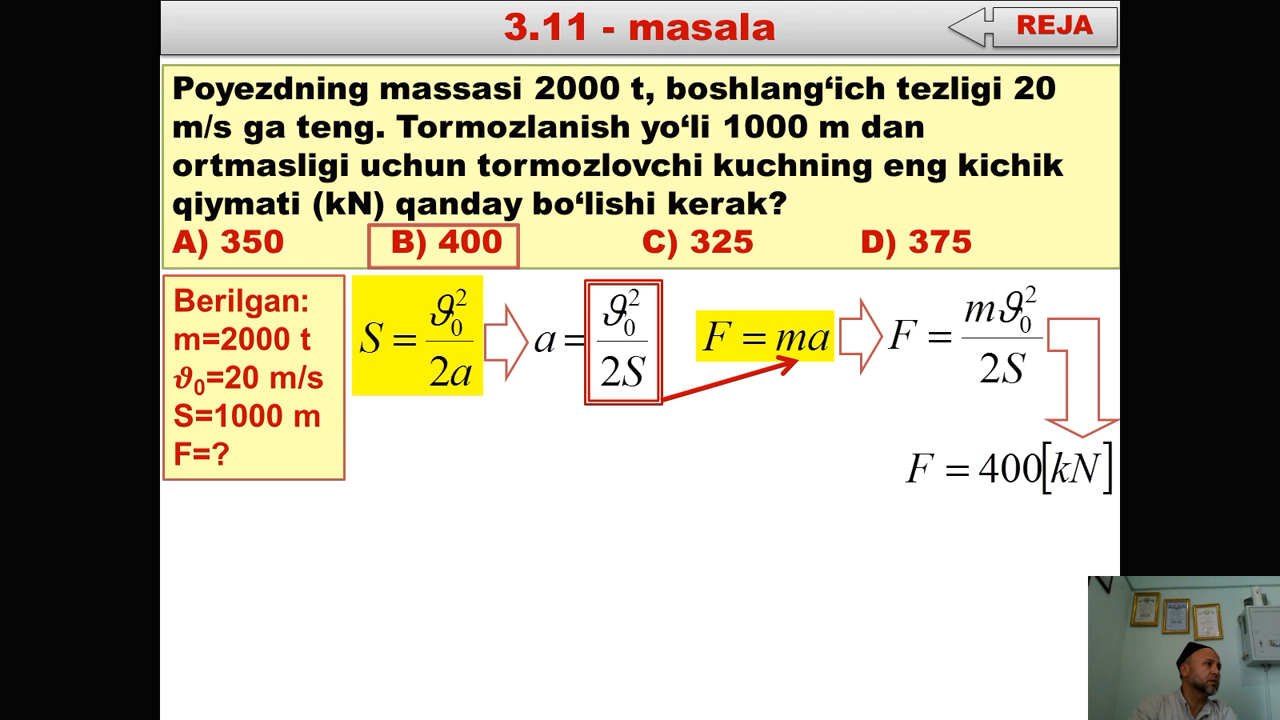 3.11 - masala
REJA
Poyezdning massasi 2000 t, boshlang‘ich tezligi 20
m/s ga teng. Tormozlanish yo‘li 1000 m dan
ortmasligi uchun tormozlovchi kuchning eng kichik
qiymati (kN) qanday bo‘lishi kerak?
A) 350 B) 400 C) 325 D) 375
Berilgan:
m=2000 t
ϑ₀=20 m/s
S=1000 m
F=?
S = ϑ₀²/2a
a = ϑ₀²/2S
F = ma
F = mϑ₀²/2S
F = 400[kN]